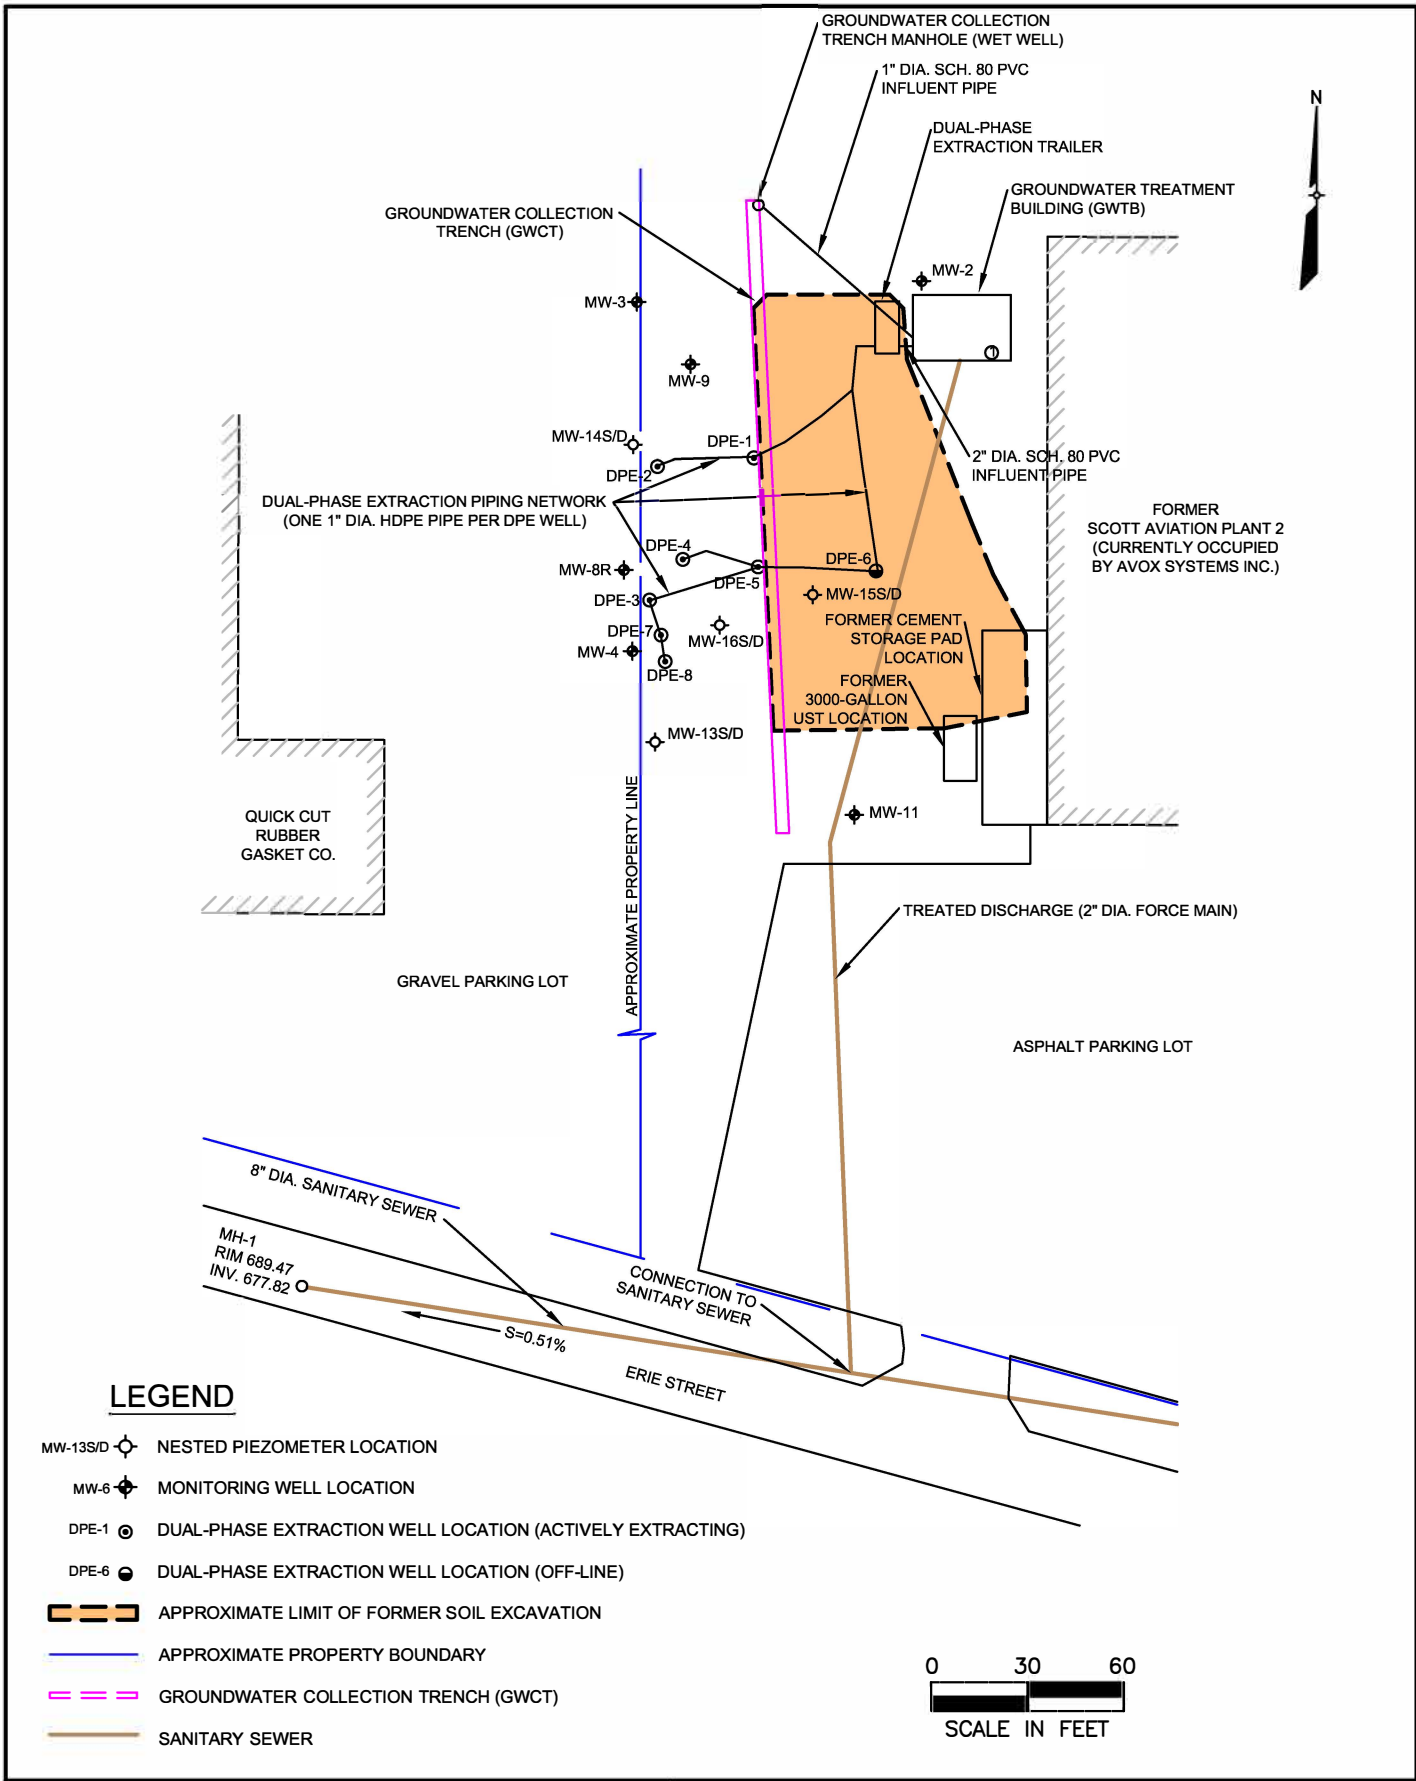 GROUNDWATER COLLECTION
TRENCH MANHOLE (WET WELL)
1" DIA. SCH. 80 PVC
INFLUENT PIPE
N
DUAL-PHASE
EXTRACTION TRAILER
GROUNDWATER TREATMENT
BUILDING (GWTB)
GROUNDWATER COLLECTION
TRENCH (GWCT)
MW-2
MW-3
1
MW-9
MW-14S/D
DPE-1
DPE-2
2" DIA. SCH. 80 PVC
INFLUENT PIPE
DUAL-PHASE EXTRACTION PIPING NETWORK
(ONE 1" DIA. HDPE PIPE PER DPE WELL)
FORMER
SCOTT AVIATION PLANT 2
(CURRENTLY OCCUPIED
BY AVOX SYSTEMS INC.)
DPE-4
DPE-6
MW-8R
DPE-5
DPE-3
MW-15S/D
FORMER CEMENT
STORAGE PAD
LOCATION
DPE-7
MW-16S/D
MW-4
DPE-8
FORMER
3000-GALLON
UST LOCATION
MW-13S/D
APPROXIMATE PROPERTY LINE
MW-11
QUICK CUT
RUBBER
GASKET CO.
TREATED DISCHARGE (2" DIA. FORCE MAIN)
GRAVEL PARKING LOT
ASPHALT PARKING LOT
8" DIA. SANITARY SEWER
MH-1
RIM 689.47
INV. 677.82
CONNECTION TO
SANITARY SEWER
S=0.51%
ERIE STREET
LEGEND
MW-13S/D NESTED PIEZOMETER LOCATION
MW-6 MONITORING WELL LOCATION
DPE-1 DUAL-PHASE EXTRACTION WELL LOCATION (ACTIVELY EXTRACTING)
DPE-6 DUAL-PHASE EXTRACTION WELL LOCATION (OFF-LINE)
APPROXIMATE LIMIT OF FORMER SOIL EXCAVATION
APPROXIMATE PROPERTY BOUNDARY
GROUNDWATER COLLECTION TRENCH (GWCT)
SANITARY SEWER
0 30 60
SCALE IN FEET